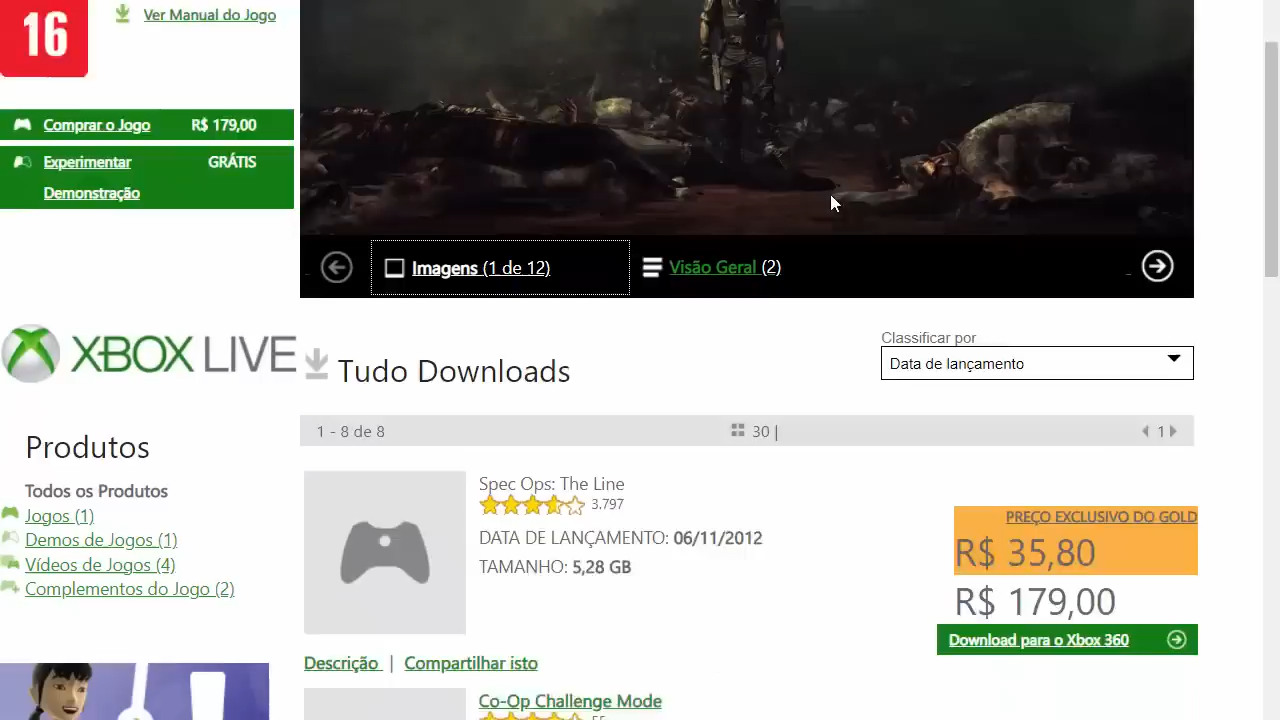 16
Ver Manual do Jogo
Comprar o Jogo R$ 179,00
Experimentar GRÁTIS
Demonstração
Imagens (1 de 12) Visão Geral (2)
XBOX LIVE
Tudo Downloads
Classificar por
Data de lançamento
1 - 8 de 8 30 | 1
Produtos
Todos os Produtos
Jogos (1)
Demos de Jogos (1)
Vídeos de Jogos (4)
Complementos do Jogo (2)
Spec Ops: The Line
3.797
DATA DE LANÇAMENTO: 06/11/2012
TAMANHO: 5,28 GB
PREÇO EXCLUSIVO DO GOLD
R$ 35,80
R$ 179,00
Download para o Xbox 360
Descrição | Compartilhar isto
Co-Op Challenge Mode
55